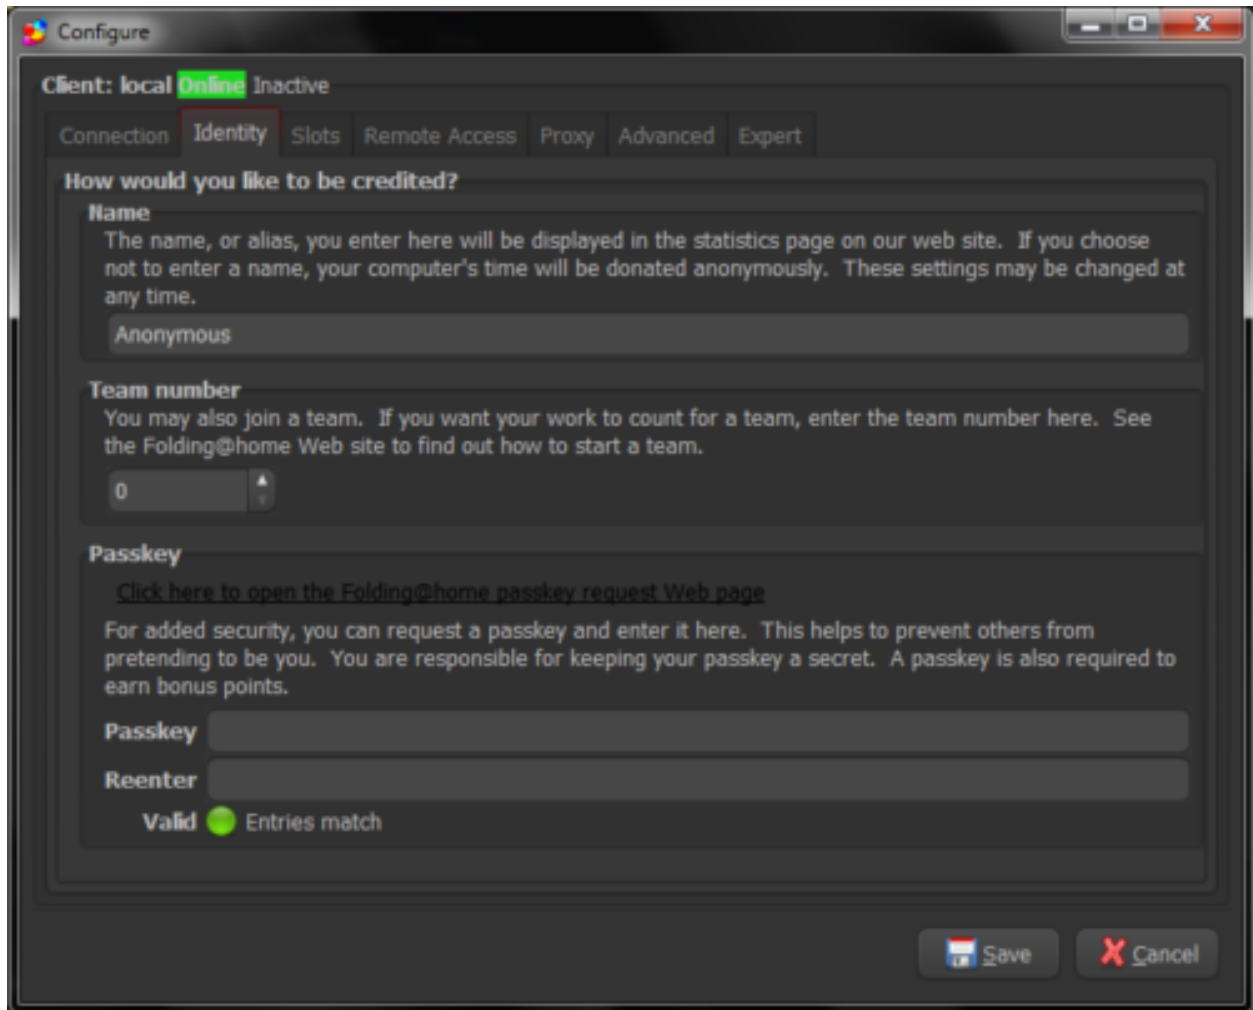 Configure
Client: local Online Inactive
Connection Identity Slots Remote Access Proxy Advanced Expert
How would you like to be credited?
Name
The name, or alias, you enter here will be displayed in the statistics page on our web site.  If you choose
not to enter a name, your computer's time will be donated anonymously.  These settings may be changed at
any time.
Anonymous
Team number
You may also join a team.  If you want your work to count for a team, enter the team number here.  See
the Folding@home Web site to find out how to start a team.
0
Passkey
Click here to open the Folding@home passkey request Web page
For added security, you can request a passkey and enter it here.  This helps to prevent others from
pretending to be you.  You are responsible for keeping your passkey a secret.  A passkey is also required to
earn bonus points.
Passkey
Reenter
Valid Entries match
Save Cancel